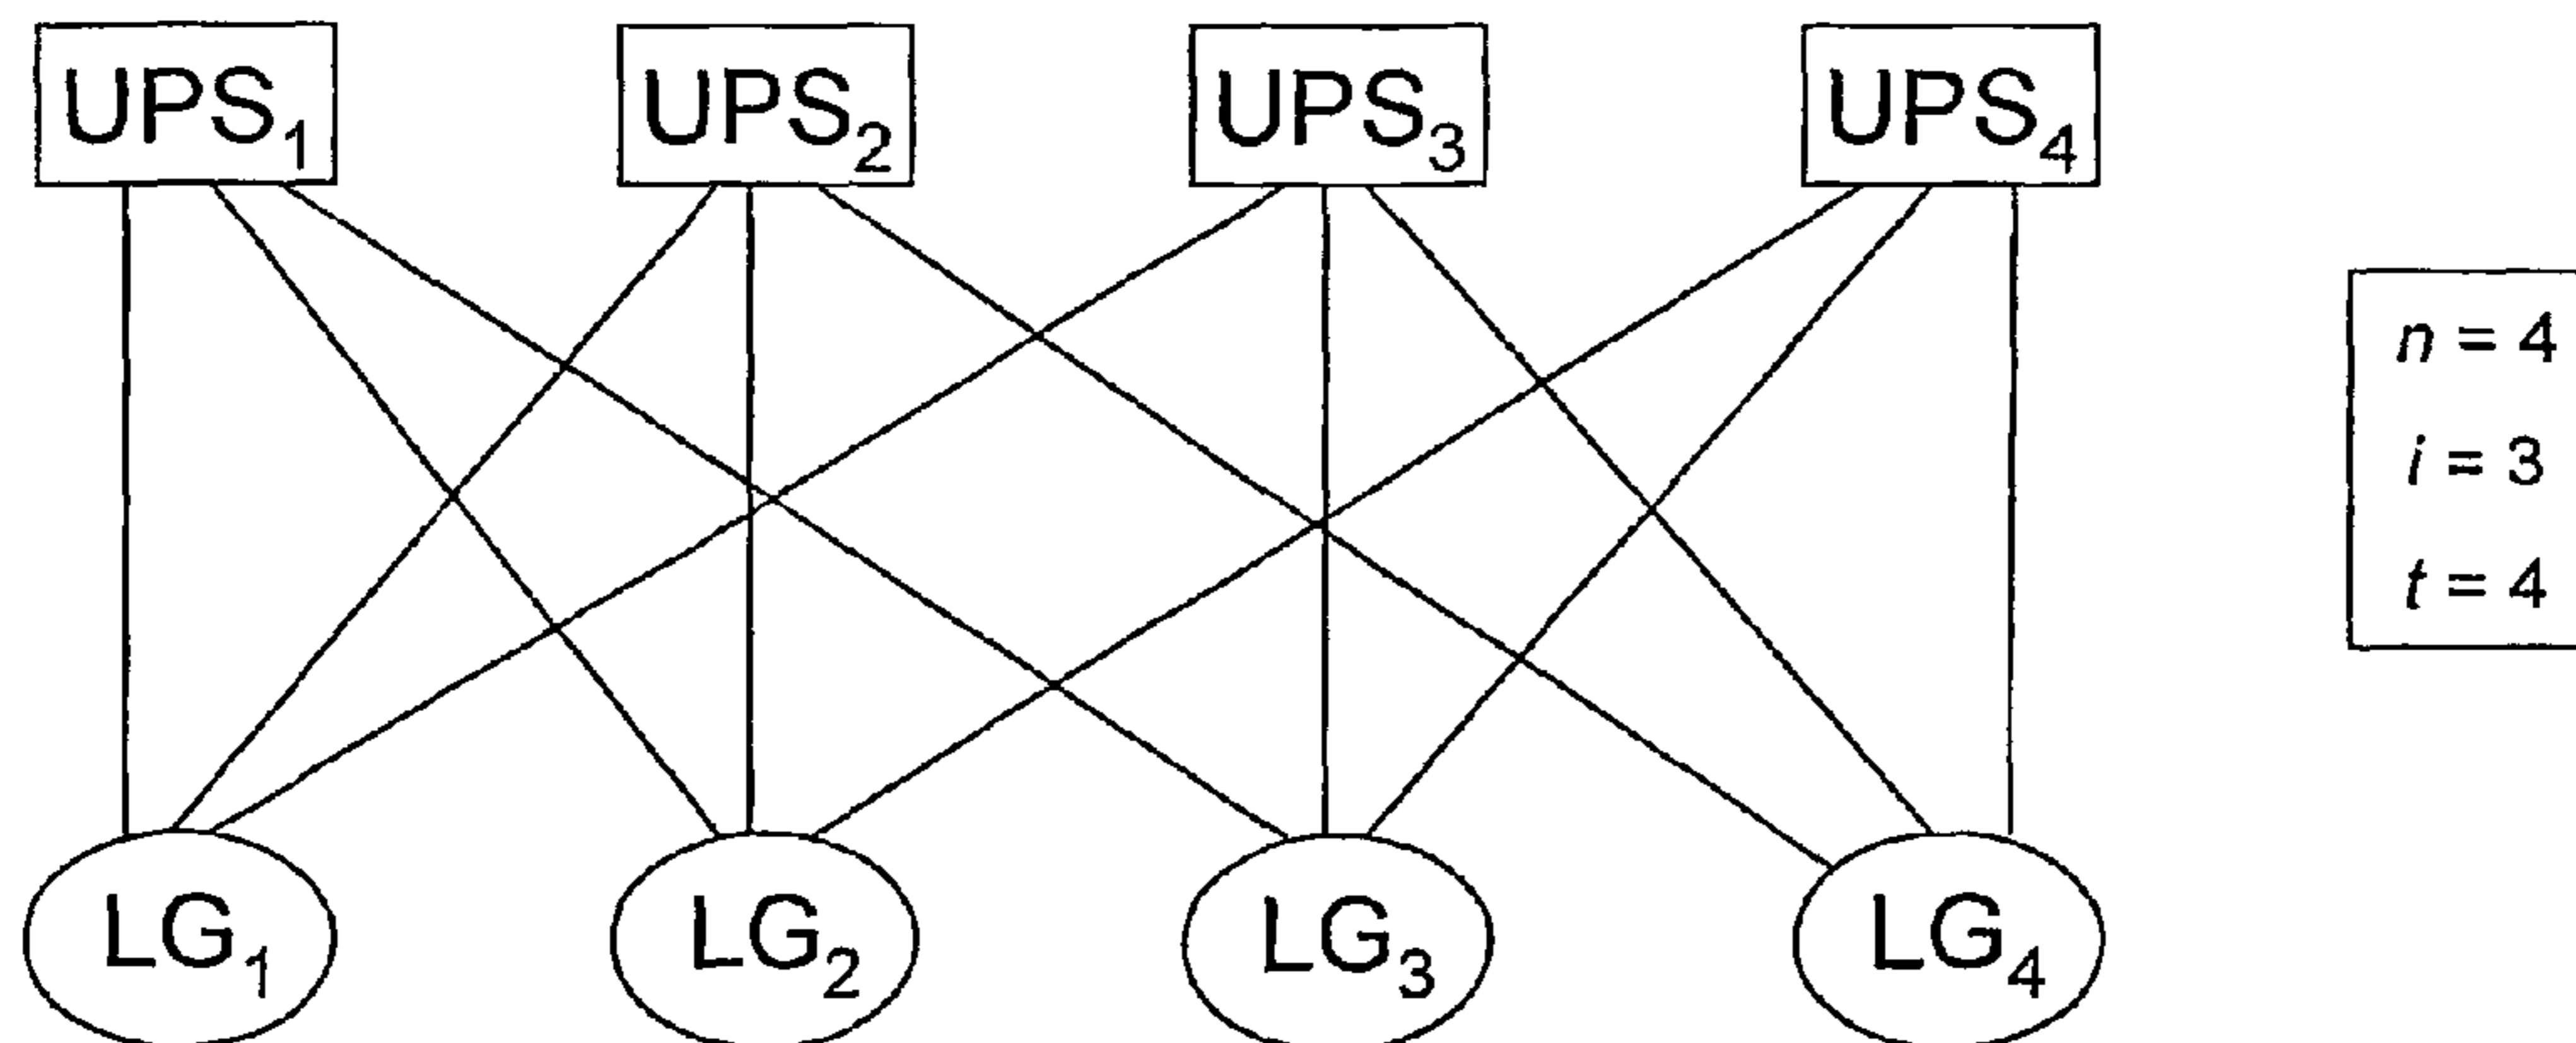 UPS₁ UPS₂ UPS₃ UPS₄
n = 4
i = 3
t = 4
LG₁ LG₂ LG₃ LG₄